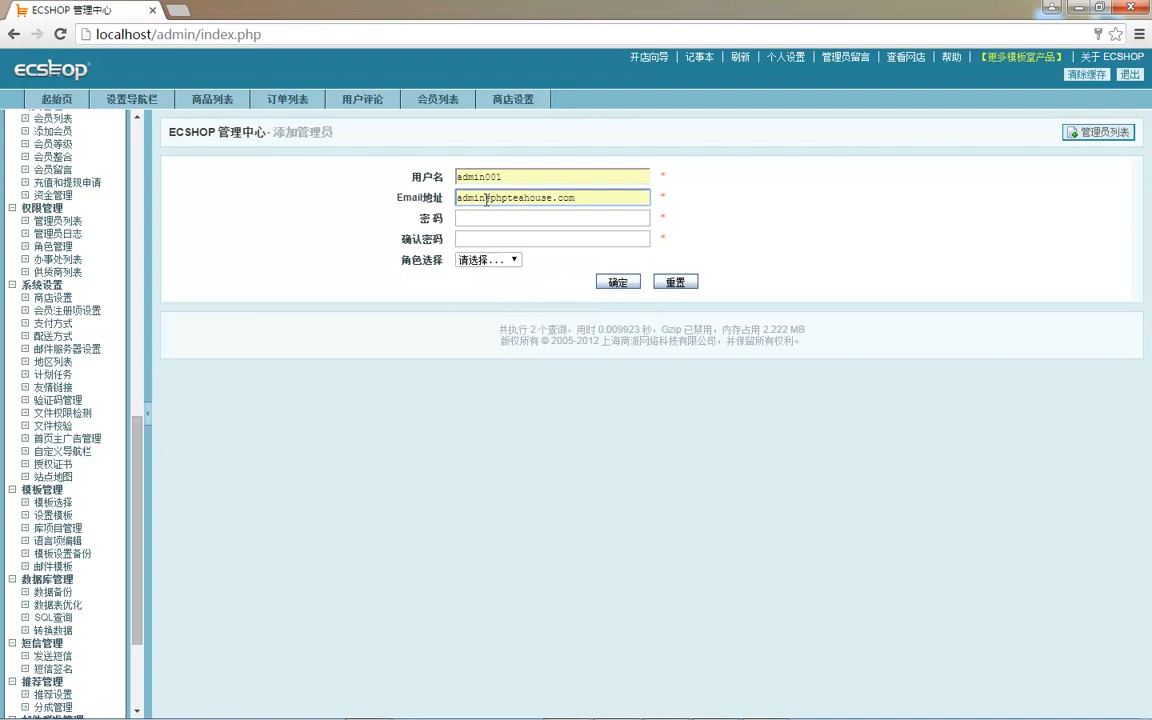 ECSHOP 管理中心
localhost/admin/index.php
ecshop
开店向导 | 记事本 | 刷新 | 个人设置 | 管理员留言 | 查看网店 | 帮助 | 【更多模板堂产品】 | 关于 ECSHOP
清除缓存 退出
起始页 设置导航栏 商品列表 订单列表 用户评论 会员列表 商店设置
会员列表
添加会员
会员等级
会员整合
会员留言
充值和提现申请
资金管理
权限管理
管理员列表
管理员日志
角色管理
办事处列表
供货商列表
系统设置
商店设置
会员注册项设置
支付方式
配送方式
邮件服务器设置
地区列表
计划任务
友情链接
验证码管理
文件权限检测
文件校验
首页主广告管理
自定义导航栏
授权证书
站点地图
模板管理
模板选择
设置模板
库项目管理
语言项编辑
模板设置备份
邮件模板
数据库管理
数据备份
数据表优化
SQL查询
转换数据
短信管理
发送短信
短信签名
推荐管理
推荐设置
分成管理
ECSHOP 管理中心 - 添加管理员
管理员列表
用户名 admin001 *
Email地址 admin@phpteahouse.com *
密 码 *
确认密码 *
角色选择 请选择...
确定 重置
共执行 2 个查询，用时 0.009923 秒，Gzip 已禁用，内存占用 2.222 MB
版权所有 © 2005-2012 上海商派网络科技有限公司，并保留所有权利。